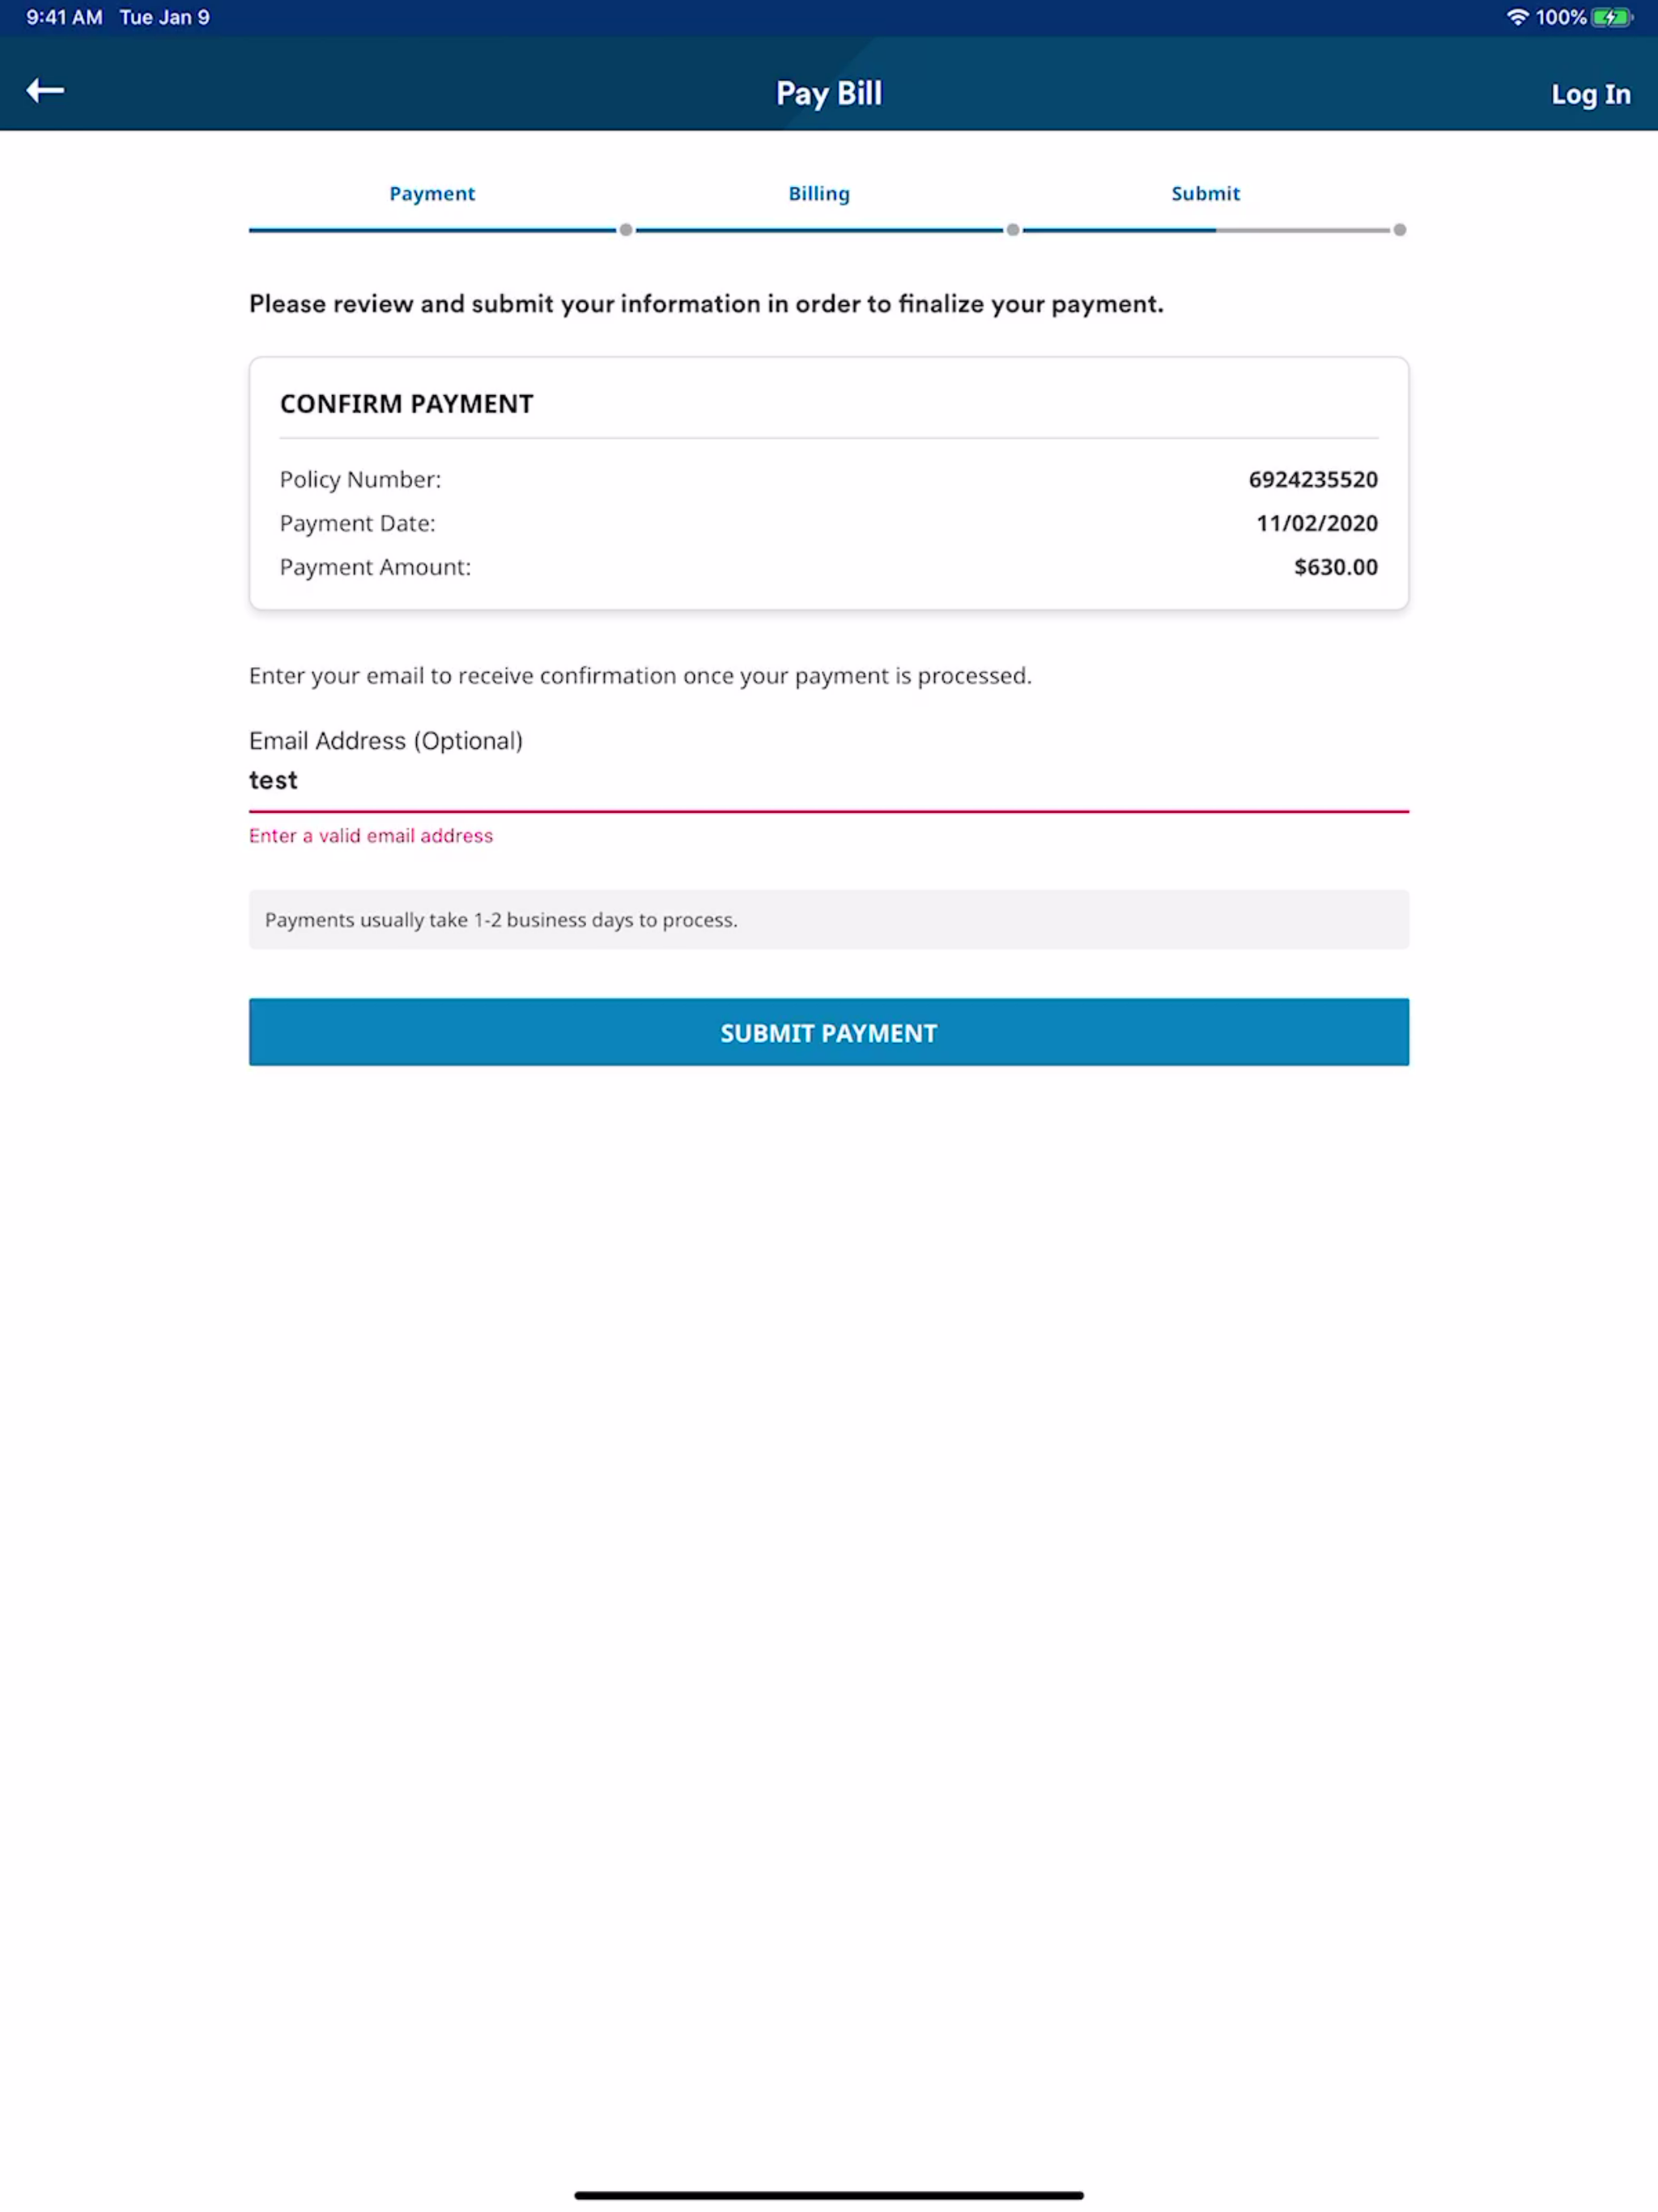 9:41 AM Tue Jan 9 100%
Pay Bill Log In
Payment Billing Submit
Please review and submit your information in order to finalize your payment.
CONFIRM PAYMENT
Policy Number: 6924235520
Payment Date: 11/02/2020
Payment Amount: $630.00
Enter your email to receive confirmation once your payment is processed.
Email Address (Optional)
test
Enter a valid email address
Payments usually take 1-2 business days to process.
SUBMIT PAYMENT